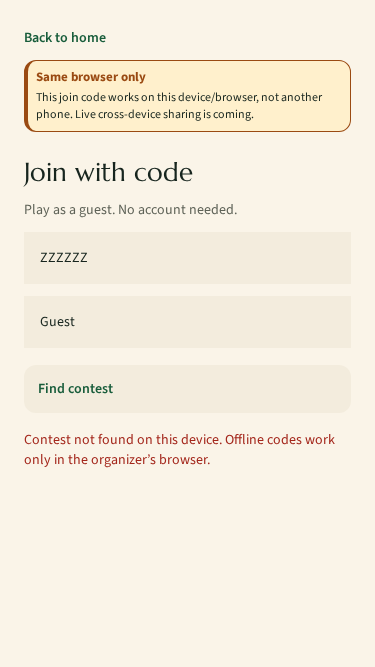 Back to home
Same browser only
This join code works on this device/browser, not another
phone. Live cross-device sharing is coming.
Join with code
Play as a guest. No account needed.
ZZZZZZ
Guest
Find contest
Contest not found on this device. Offline codes work
only in the organizer’s browser.